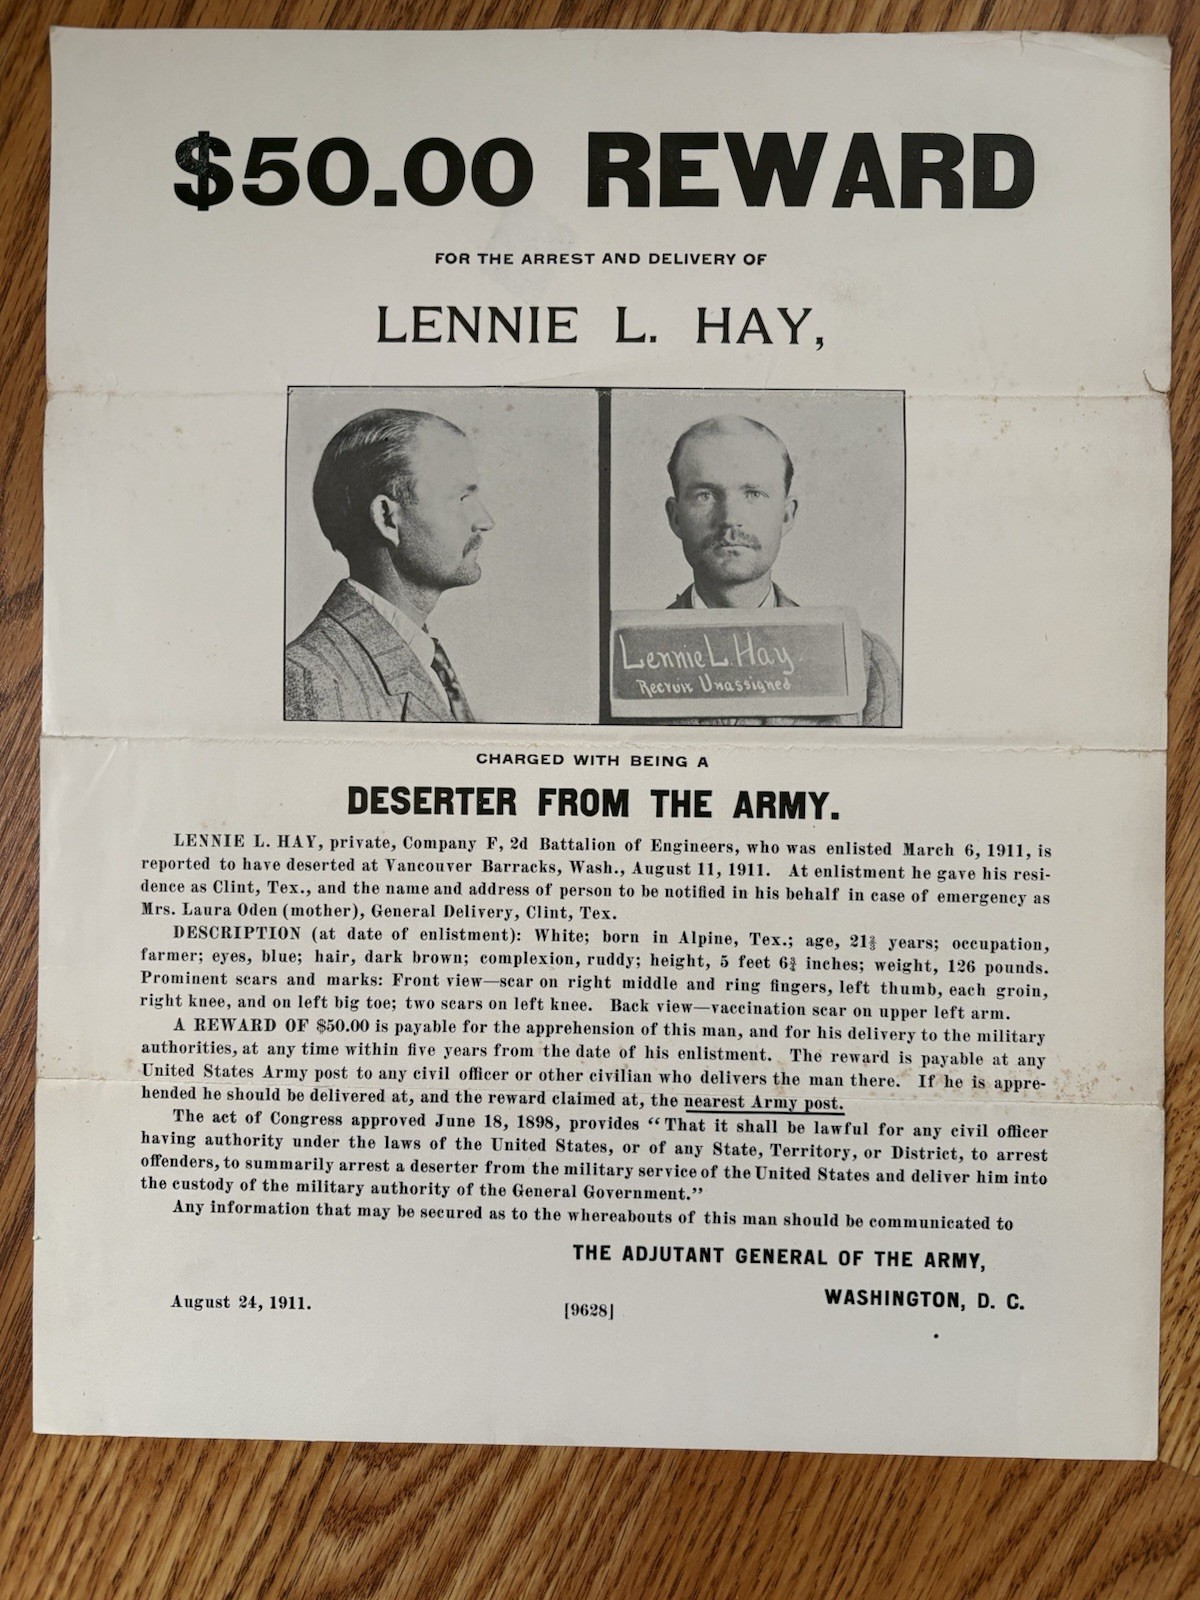 $50.00 REWARD
FOR THE ARREST AND DELIVERY OF
LENNIE L. HAY,
Lennie L. Hay
Recruit Unassigned
CHARGED WITH BEING A
DESERTER FROM THE ARMY.
LENNIE L. HAY, private, Company F, 2d Battalion of Engineers, who was enlisted March 6, 1911, is
reported to have deserted at Vancouver Barracks, Wash., August 11, 1911. At enlistment he gave his resi-
dence as Clint, Tex., and the name and address of person to be notified in his behalf in case of emergency as
Mrs. Laura Oden (mother), General Delivery, Clint, Tex.
DESCRIPTION (at date of enlistment): White; born in Alpine, Tex.; age, 21⅔ years; occupation,
farmer; eyes, blue; hair, dark brown; complexion, ruddy; height, 5 feet 6¾ inches; weight, 126 pounds.
Prominent scars and marks: Front view—scar on right middle and ring fingers, left thumb, each groin,
right knee, and on left big toe; two scars on left knee. Back view—vaccination scar on upper left arm.
A REWARD OF $50.00 is payable for the apprehension of this man, and for his delivery to the military
authorities, at any time within five years from the date of his enlistment. The reward is payable at any
United States Army post to any civil officer or other civilian who delivers the man there. If he is appre-
hended he should be delivered at, and the reward claimed at, the nearest Army post.
The act of Congress approved June 18, 1898, provides “That it shall be lawful for any civil officer
having authority under the laws of the United States, or of any State, Territory, or District, to arrest
offenders, to summarily arrest a deserter from the military service of the United States and deliver him into
the custody of the military authority of the General Government.”
Any information that may be secured as to the whereabouts of this man should be communicated to
THE ADJUTANT GENERAL OF THE ARMY,
WASHINGTON, D. C.
August 24, 1911.
[9628]